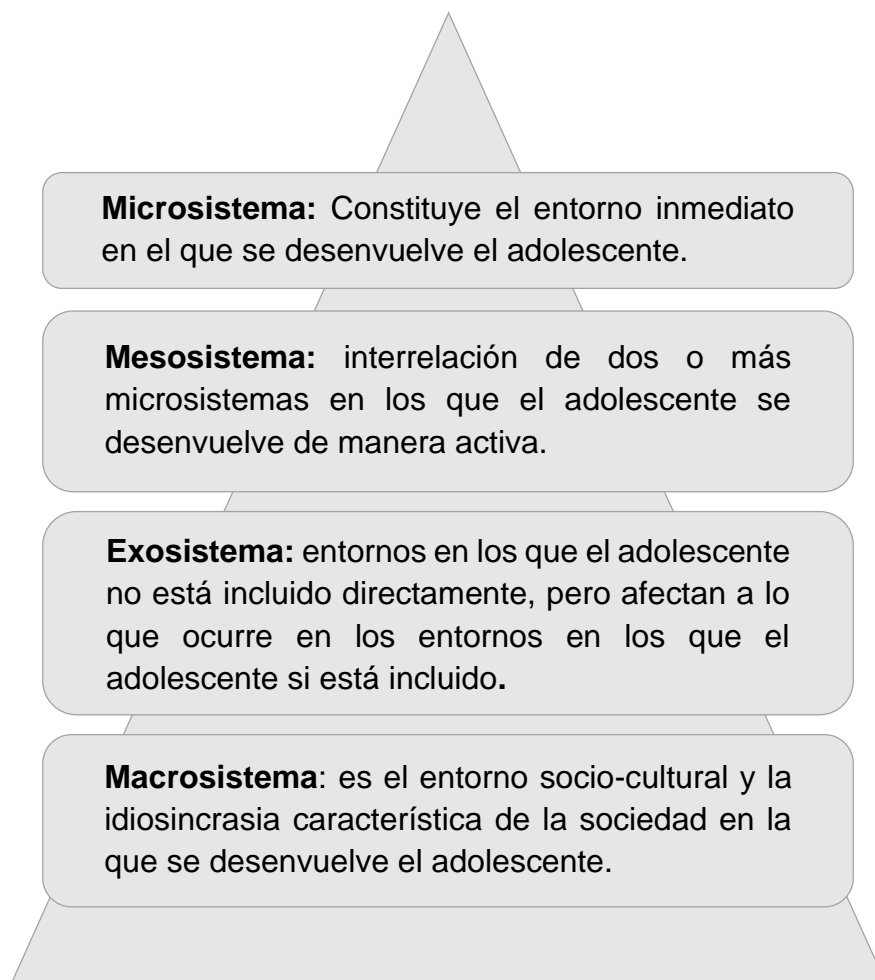 Microsistema: Constituye el entorno inmediato
en el que se desenvuelve el adolescente.
Mesosistema: interrelación de dos o más
microsistemas en los que el adolescente se
desenvuelve de manera activa.
Exosistema: entornos en los que el adolescente
no está incluido directamente, pero afectan a lo
que ocurre en los entornos en los que el
adolescente si está incluido.
Macrosistema: es el entorno socio-cultural y la
idiosincrasia característica de la sociedad en la
que se desenvuelve el adolescente.